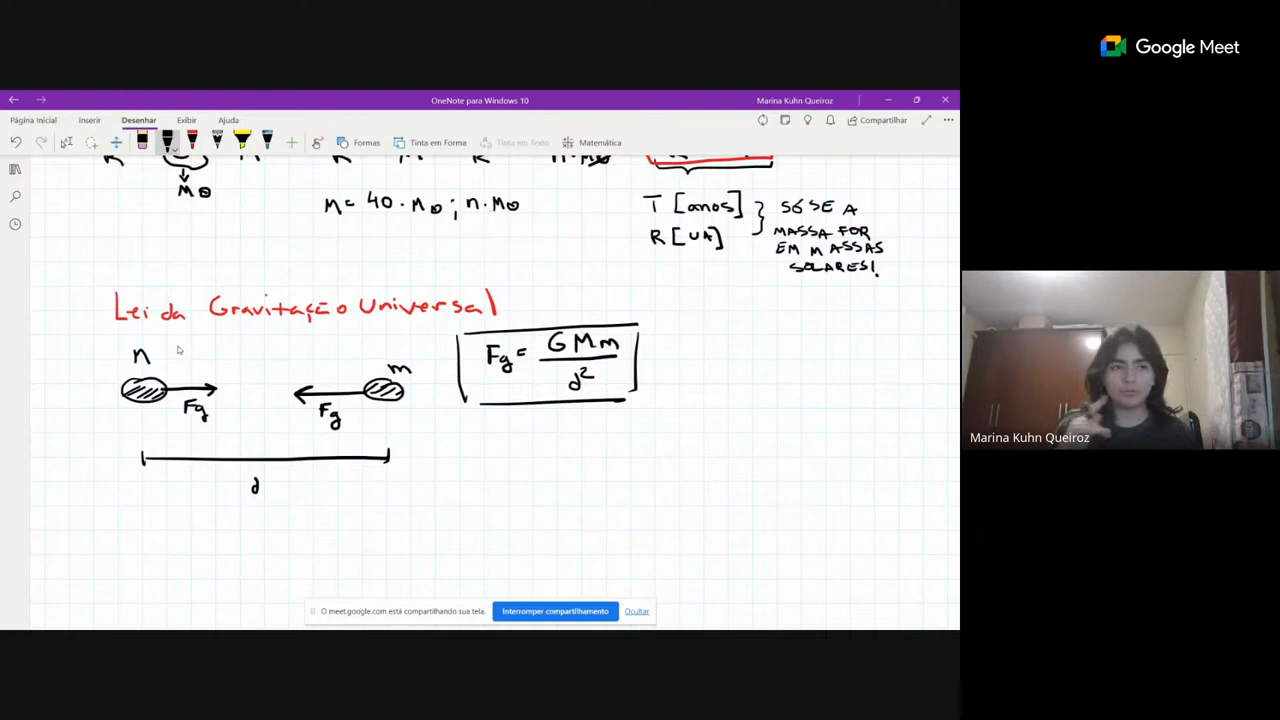 Google Meet
OneNote para Windows 10
Marina Kuhn Queiroz
Página Inicial
Inserir
Desenhar
Exibir
Ajuda
Compartilhar
Formas
Tinta em Forma
Tinta em Texto
Matemática
M⊙
M = 40 · M⊙ ; n · M⊙
T [anos]
R [UA]
SÓ SE A
MASSA FOR
EM MASSAS
SOLARES!
Lei da Gravitação Universal
Fg = GMm
d²
m
Fg
Fg
d
Marina Kuhn Queiroz
O meet.google.com está compartilhando sua tela.
Interromper compartilhamento
Ocultar